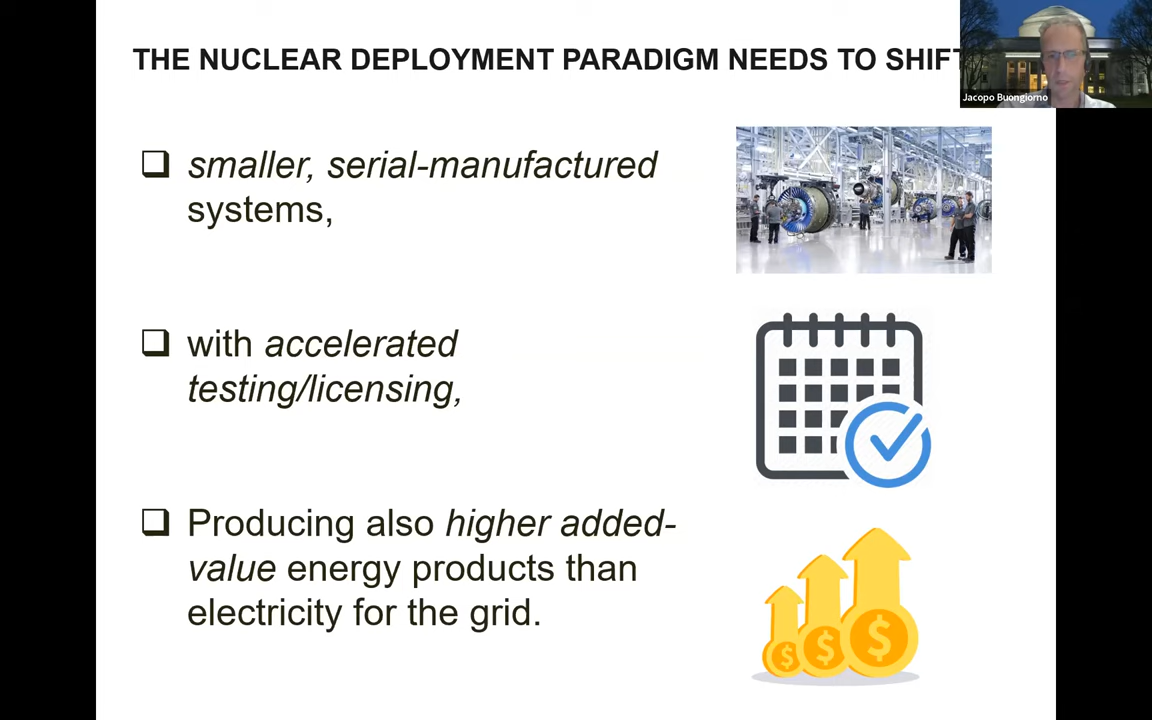 THE NUCLEAR DEPLOYMENT PARADIGM NEEDS TO SHIFT
Jacopo Buongiorno
❑ smaller, serial-manufactured
systems,
❑ with accelerated
testing/licensing,
❑ Producing also higher added-
value energy products than
electricity for the grid.
$ $ $